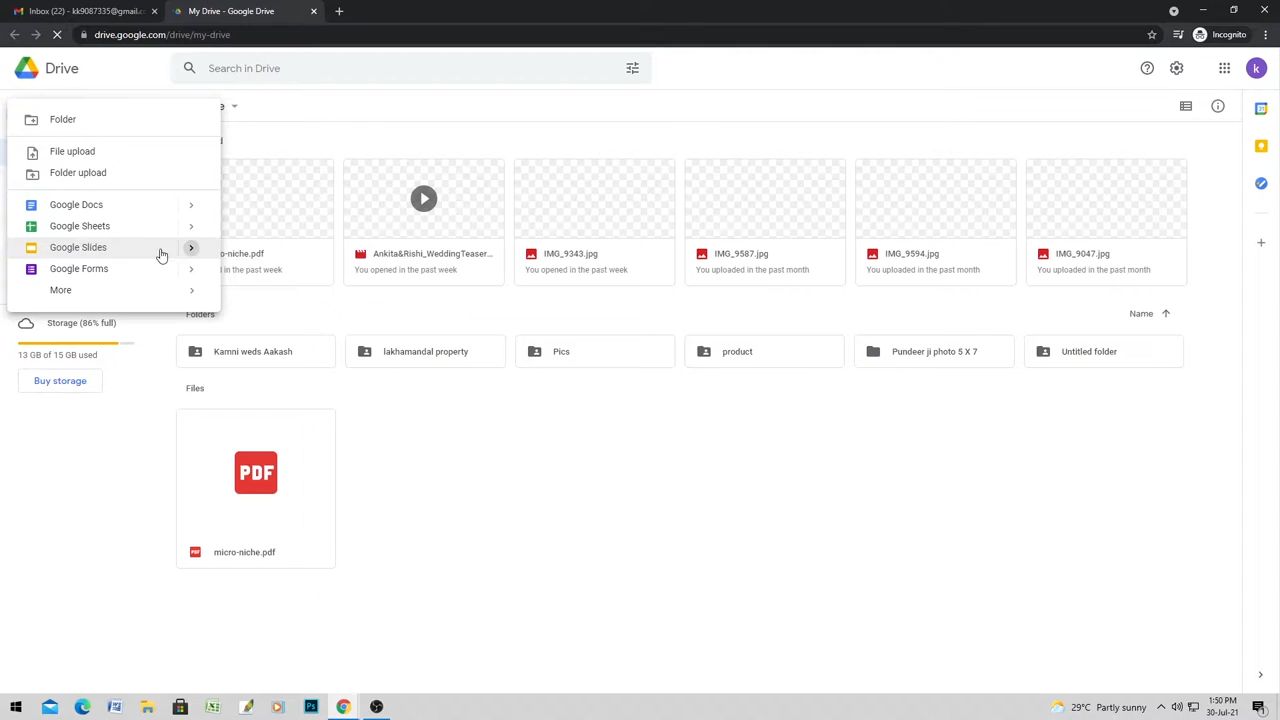 Inbox (22) - kk9087335@gmail.c
My Drive - Google Drive
drive.google.com/drive/my-drive
Incognito
Drive
Search in Drive
k
e
Folder
File upload
Folder upload
Google Docs
Google Sheets
Google Slides
Google Forms
More
Storage (86% full)
13 GB of 15 GB used
Buy storage
d
o-niche.pdf
ed in the past week
Ankita&Rishi_WeddingTeaser...
You opened in the past week
IMG_9343.jpg
You opened in the past week
IMG_9587.jpg
You uploaded in the past month
IMG_9594.jpg
You uploaded in the past month
IMG_9047.jpg
You uploaded in the past month
Folders
Name
Kamni weds Aakash
lakhamandal property
Pics
product
Pundeer ji photo 5 X 7
Untitled folder
Files
PDF
PDF
micro-niche.pdf
Ps
29°C Partly sunny
1:50 PM
30-Jul-21
1